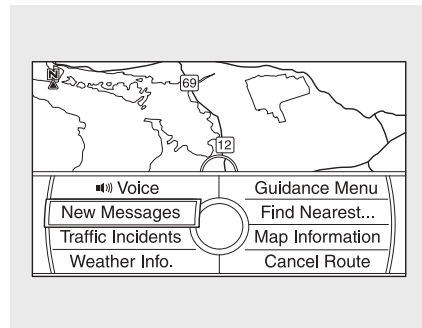 N
69
12
Voice
Guidance Menu
New Messages
Find Nearest...
Traffic Incidents
Map Information
Weather Info.
Cancel Route